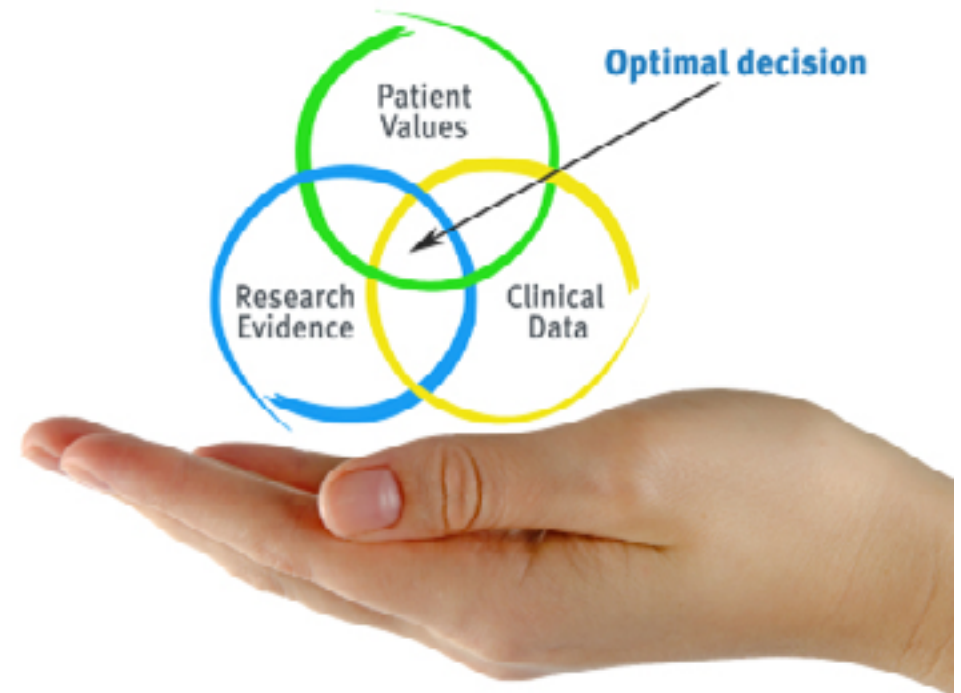 Optimal decision
Patient
Values
Research
Evidence
Clinical
Data